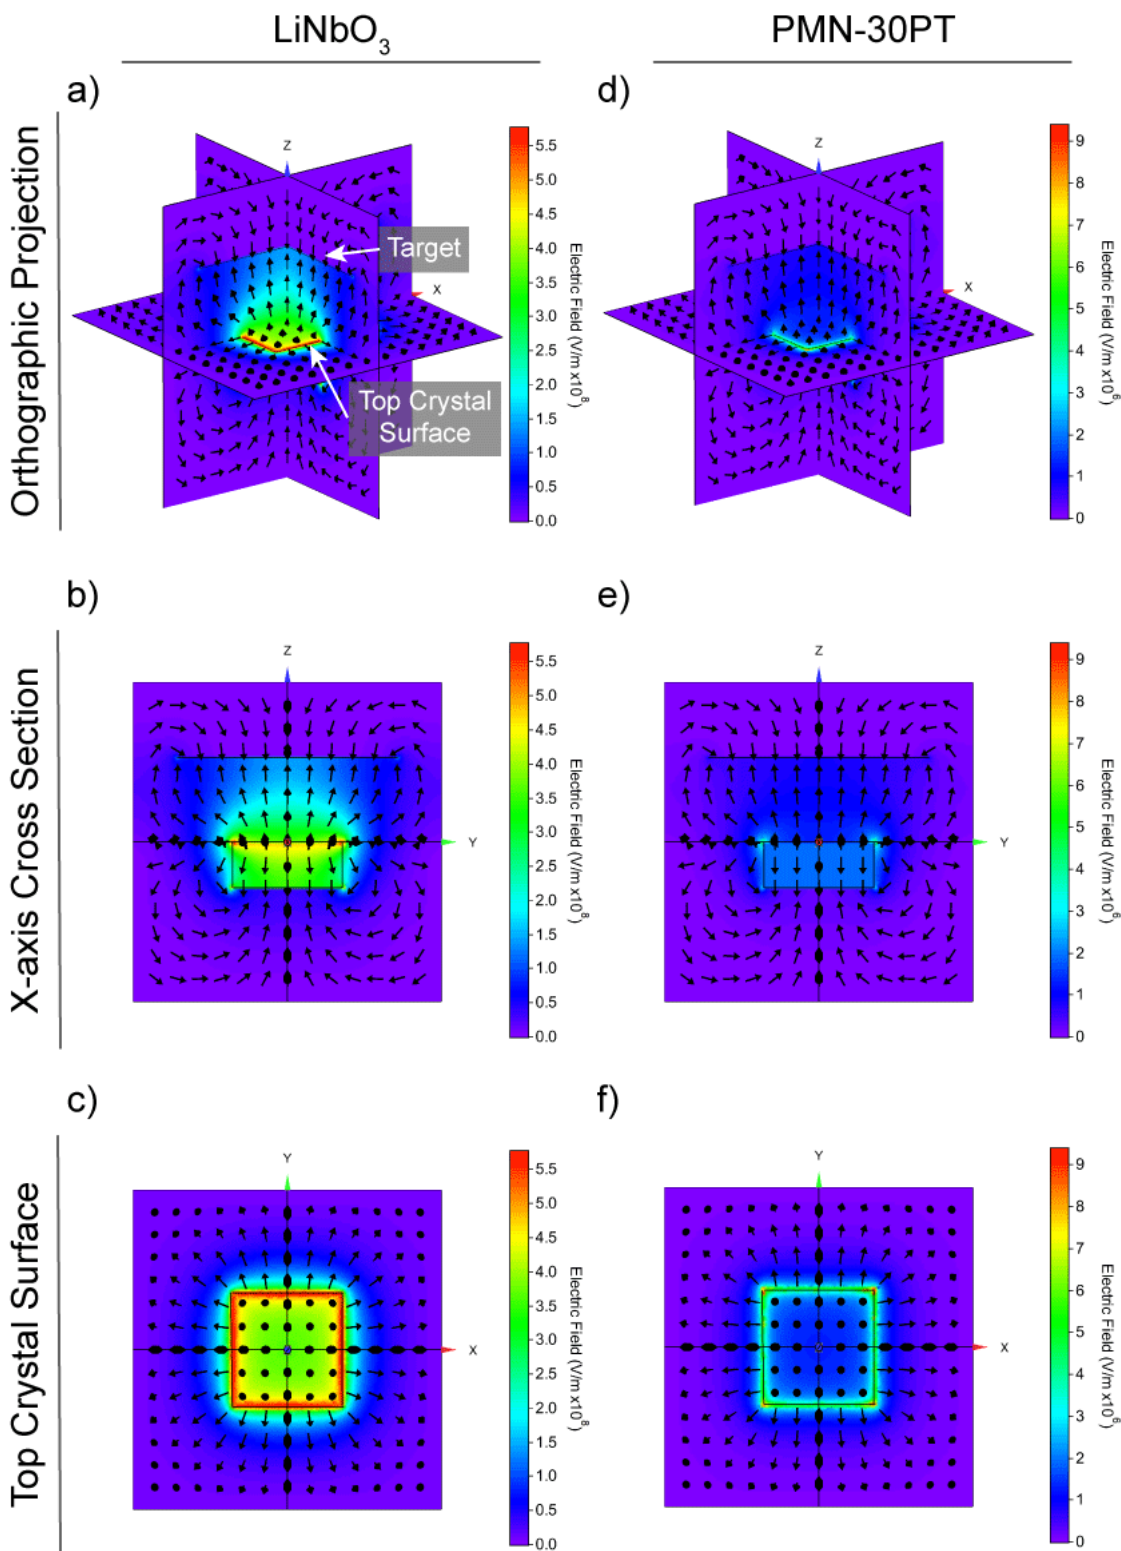 LiNbO3
PMN-30PT
Orthographic Projection
a)
Z
X
Target
Top Crystal
Surface
5.5
5.0
4.5
4.0
3.5
3.0
2.5
2.0
1.5
1.0
0.5
0.0
Electric Field (V/m x10^8)
d)
Z
X
9
8
7
6
5
4
3
2
1
0
Electric Field (V/m x10^6)
X-axis Cross Section
b)
Z
Y
5.5
5.0
4.5
4.0
3.5
3.0
2.5
2.0
1.5
1.0
0.5
0.0
Electric Field (V/m x10^8)
e)
Z
Y
9
8
7
6
5
4
3
2
1
0
Electric Field (V/m x10^6)
Top Crystal Surface
c)
Y
X
5.5
5.0
4.5
4.0
3.5
3.0
2.5
2.0
1.5
1.0
0.5
0.0
Electric Field (V/m x10^8)
f)
Y
X
9
8
7
6
5
4
3
2
1
0
Electric Field (V/m x10^6)